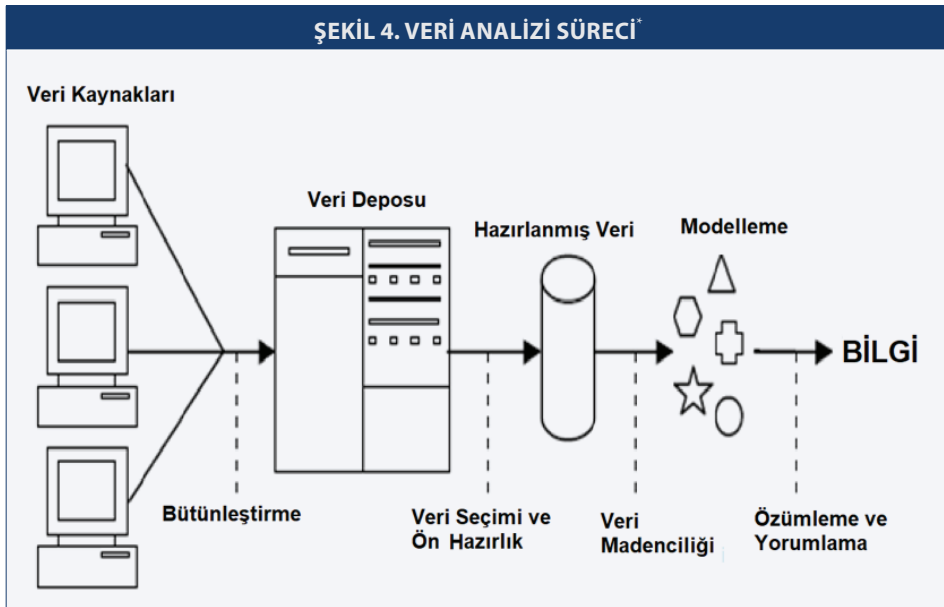 ŞEKİL 4. VERİ ANALİZİ SÜRECİ*
Veri Kaynakları
Veri Deposu
Hazırlanmış Veri
Modelleme
BİLGİ
Bütünleştirme
Veri Seçimi ve
Ön Hazırlık
Veri
Madenciliği
Özümleme ve
Yorumlama